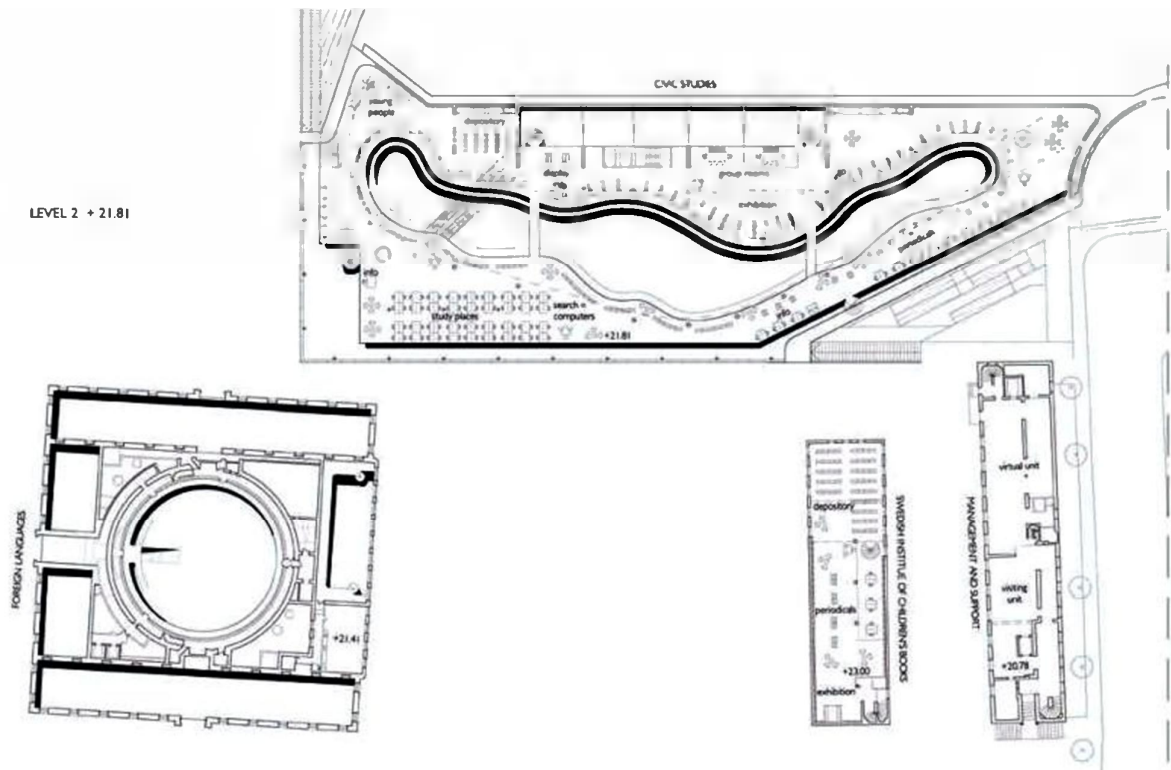 CIVIC STUDIES
young
people
depository
display
group rooms
exhibition
info
periodicals
LEVEL 2 + 21.81
info
study places
search =
computers
+21.81
info
FOREIGN LANGUAGES
+21.41
depository
periodicals
+23.00
exhibition
SWEDISH INSTITUE OF CHILDREN'S BOOKS
MANAGEMENT AND SUPPORT
virtual unit
visiting
unit
+20.78